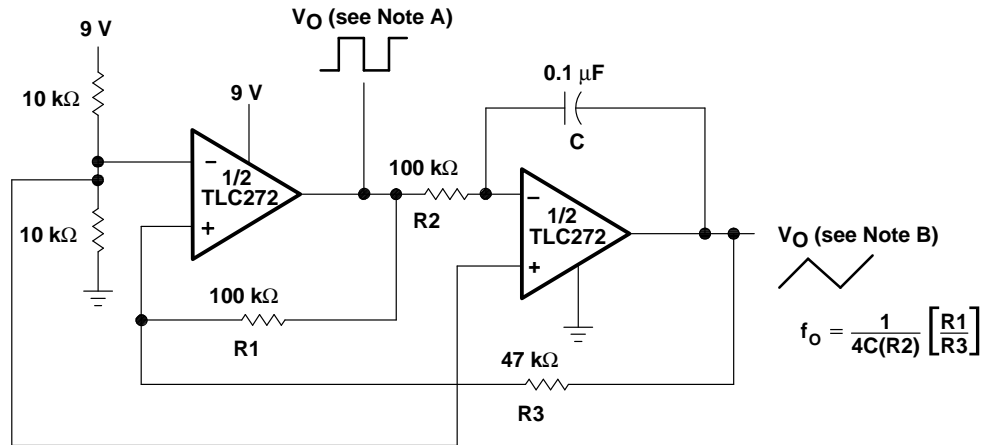 VO (see Note A)
9 V
10 kΩ
9 V
0.1 μF
C
−
1/2
TLC272
+
100 kΩ
R2
−
1/2
TLC272
+
10 kΩ
VO (see Note B)
100 kΩ
R1
fO = 1/4C(R2) [R1/R3]
47 kΩ
R3